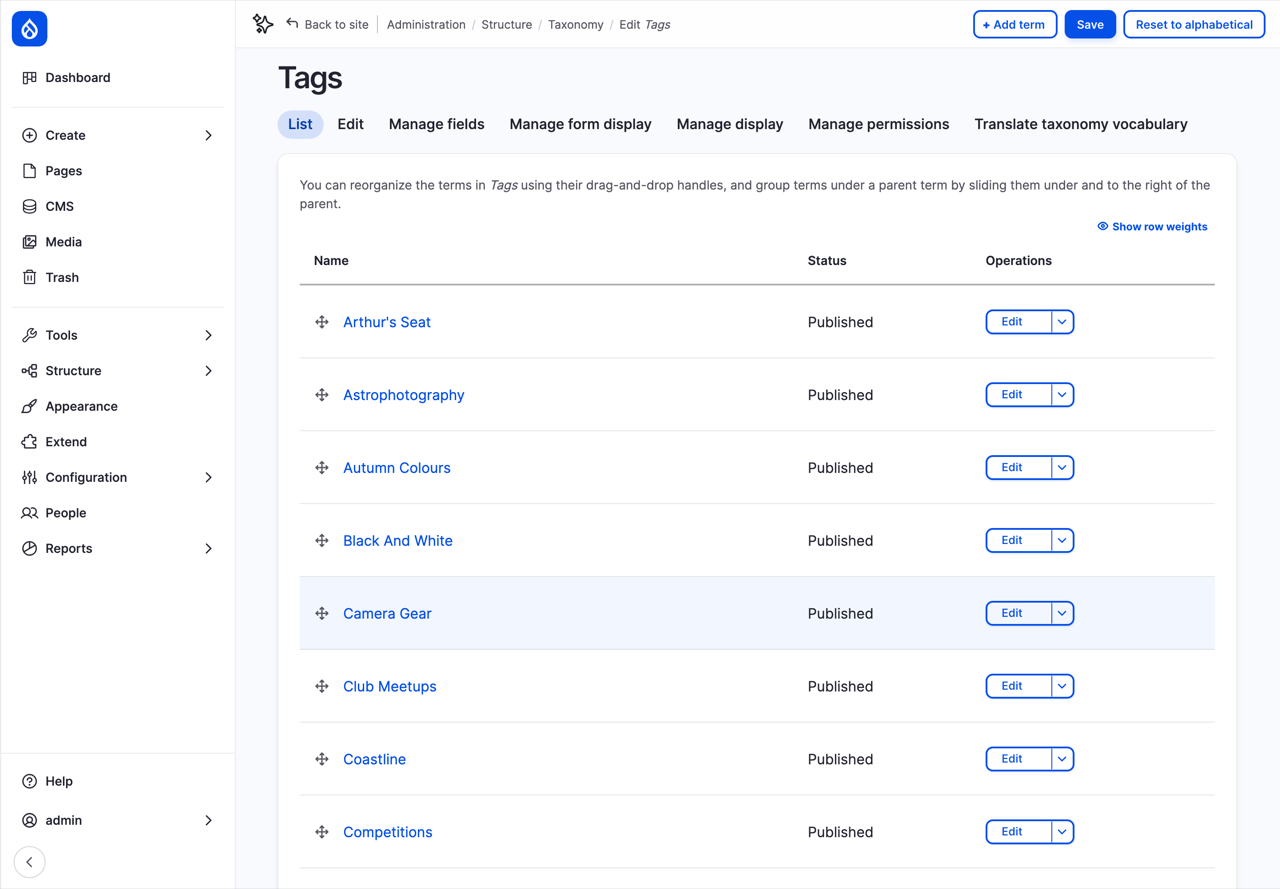 Back to site
Administration / Structure / Taxonomy / Edit Tags
+ Add term
Save
Reset to alphabetical
Dashboard
Create
Pages
CMS
Media
Trash
Tools
Structure
Appearance
Extend
Configuration
People
Reports
Help
admin
Tags
List
Edit
Manage fields
Manage form display
Manage display
Manage permissions
Translate taxonomy vocabulary
You can reorganize the terms in Tags using their drag-and-drop handles, and group terms under a parent term by sliding them under and to the right of the
parent.
Show row weights
Name Status Operations
Arthur's Seat Published Edit
Astrophotography Published Edit
Autumn Colours Published Edit
Black And White Published Edit
Camera Gear Published Edit
Club Meetups Published Edit
Coastline Published Edit
Competitions Published Edit